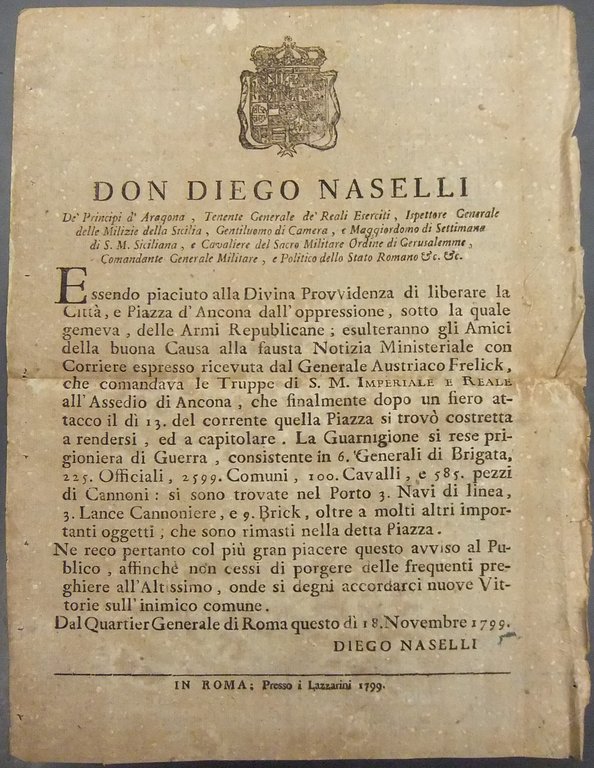 DON DIEGO NASELLI
De' Principi d' Aragona , Tenente Generale de' Reali Eserciti , Ispettore Generale
delle Milizie della Sicilia , Gentiluomo di Camera , e Maggiordomo di Settimana
di S. M. Siciliana , e Cavaliere del Sacro Militare Ordine di Gerusalemme ,
Comandante Generale Militare , e Politico dello Stato Romano &c. &c.
Essendo piaciuto alla Divina Provvidenza di liberare la
Città , e Piazza d' Ancona dall' oppressione , sotto la quale
gemeva , delle Armi Republicane ; esulteranno gli Amici
della buona Causa alla fausta Notizia Ministeriale con
Corriere espresso ricevuta dal Generale Austriaco Frelick ,
che comandava le Truppe di S. M. IMPERIALE E REALE
all' Assedio di Ancona , che finalmente dopo un fiero at-
tacco il dì 13. del corrente quella Piazza si trovò costretta
a rendersi , ed a capitolare . La Guarnigione si rese pri-
gioniera di Guerra , consistente in 6. Generali di Brigata,
225. Officiali , 2599. Comuni , 100. Cavalli , e 585. pezzi
di Cannoni : si sono trovate nel Porto 3. Navi di linea ,
3. Lance Cannoniere , e 9. Brick , oltre a molti altri impor-
tanti oggetti , che sono rimasti nella detta Piazza .
Ne reco pertanto col più gran piacere questo avviso al Pu-
blico , affinchè non cessi di porgere delle frequenti pre-
ghiere all' Altissimo , onde si degni accordarci nuove Vit-
torie sull' inimico comune .
Dal Quartier Generale di Roma questo dì 18. Novembre 1799.
DIEGO NASELLI
IN ROMA ; Presso i Lazzarini 1799.